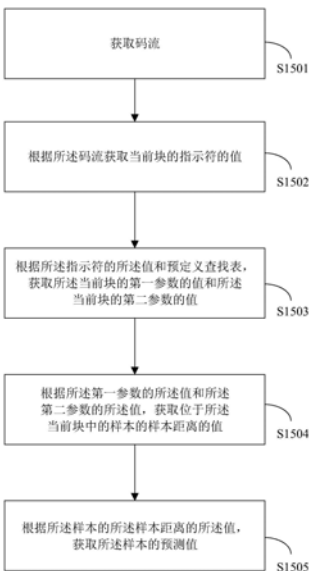 获取码流
S1501
根据所述码流获取当前块的指示符的值
S1502
根据所述指示符的所述值和预定义查找表，
获取所述当前块的第一参数的值和所述
当前块的第二参数的值
S1503
根据所述第一参数的所述值和所述
第二参数的所述值，获取位于所述
当前块中的样本的样本距离的值
S1504
根据所述样本的所述样本距离的所述值，
获取所述样本的预测值
S1505